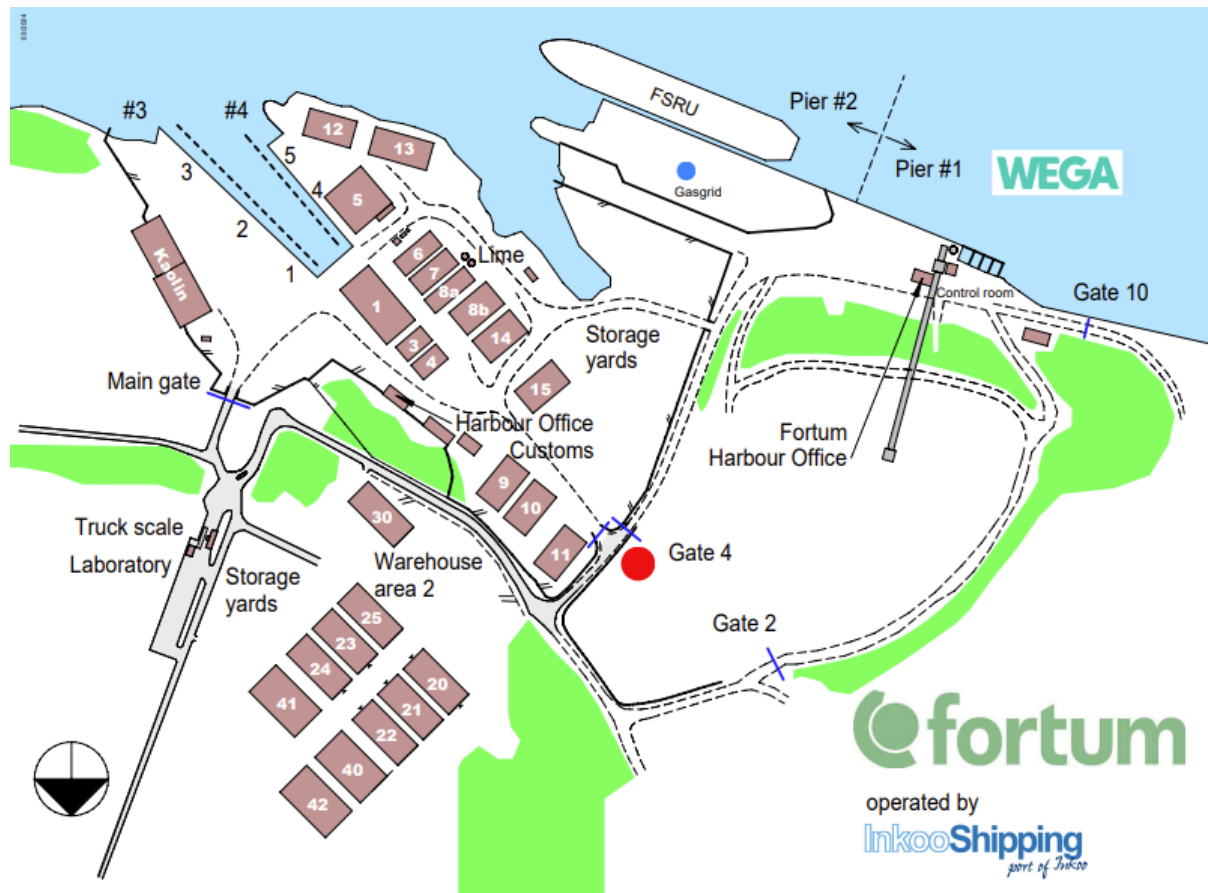 03/2024
#3
#4
FSRU
Pier #2
Pier #1
WEGA
12
13
5
4
3
2
1
5
Gasgrid
Kaolin
6
7
8a
8b
14
Lime
1
3
4
15
Storage
yards
Control room
Gate 10
Main gate
Harbour Office
Customs
Fortum
Harbour Office
9
10
11
30
Truck scale
Laboratory
Storage
yards
Warehouse
area 2
Gate 4
Gate 2
25
23
24
41
20
21
22
40
42
fortum
operated by
InkooShipping
port of Inkoo